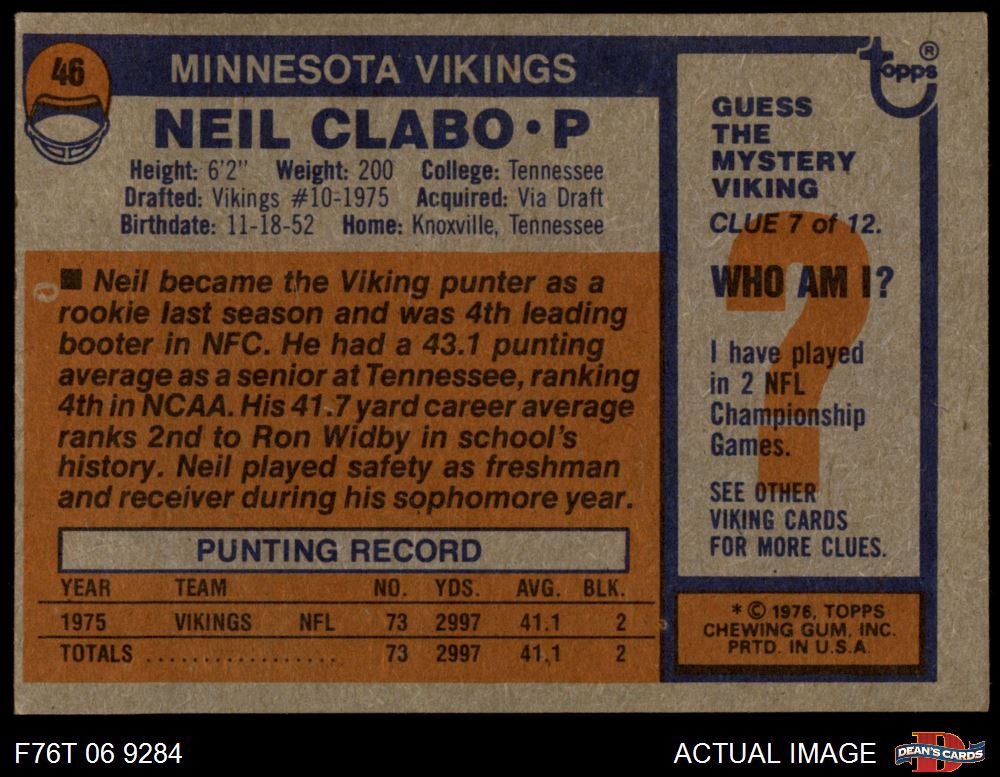 46
MINNESOTA VIKINGS
NEIL CLABO • P
Height: 6'2" Weight: 200 College: Tennessee
Drafted: Vikings #10-1975 Acquired: Via Draft
Birthdate: 11-18-52 Home: Knoxville, Tennessee
■ Neil became the Viking punter as a
rookie last season and was 4th leading
booter in NFC. He had a 43.1 punting
average as a senior at Tennessee, ranking
4th in NCAA. His 41.7 yard career average
ranks 2nd to Ron Widby in school's
history. Neil played safety as freshman
and receiver during his sophomore year.
PUNTING RECORD
YEAR TEAM NO. YDS. AVG. BLK.
1975 VIKINGS NFL 73 2997 41.1 2
TOTALS .................. 73 2997 41.1 2
Topps®
GUESS
THE
MYSTERY
VIKING
CLUE 7 of 12.
?
WHO AM I?
I have played
in 2 NFL
Championship
Games.
SEE OTHER
VIKING CARDS
FOR MORE CLUES.
* © 1976, TOPPS
CHEWING GUM, INC.
PRTD. IN U.S.A.
F76T 06 9284
ACTUAL IMAGE
D
DEAN'S CARDS